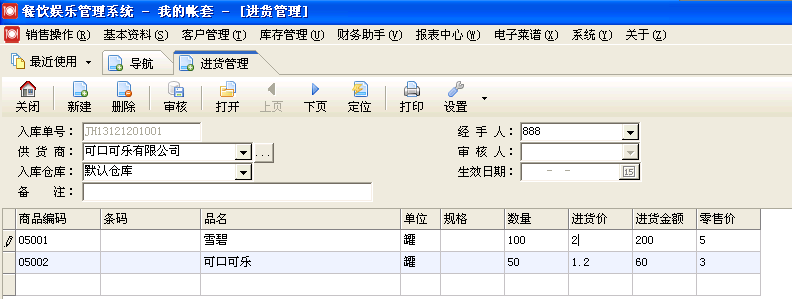 餐饮娱乐管理系统 - 我的帐套 - [进货管理]
销售操作(R) 基本资料(S) 客户管理(T) 库存管理(U) 财务助手(V) 报表中心(W) 电子菜谱(X) 系统(Y) 关于(Z)
最近使用 导航 进货管理
关闭 新建 删除 审核 打开 上页 下页 定位 打印 设置
入库单号： JH13121201001 经 手 人： 888
供 货 商： 可口可乐有限公司 ... 审 核 人：
入库仓库： 默认仓库 生效日期： - - 15
备 注：
商品编码 条码 品名 单位 规格 数量 进货价 进货金额 零售价
05001 雪碧 罐 100 2 200 5
05002 可口可乐 罐 50 1.2 60 3